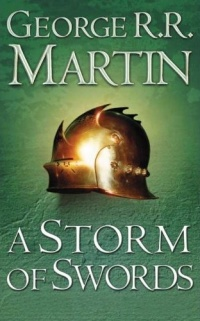 GEORGE R.R.
MARTIN
A STORM
OF SWORDS